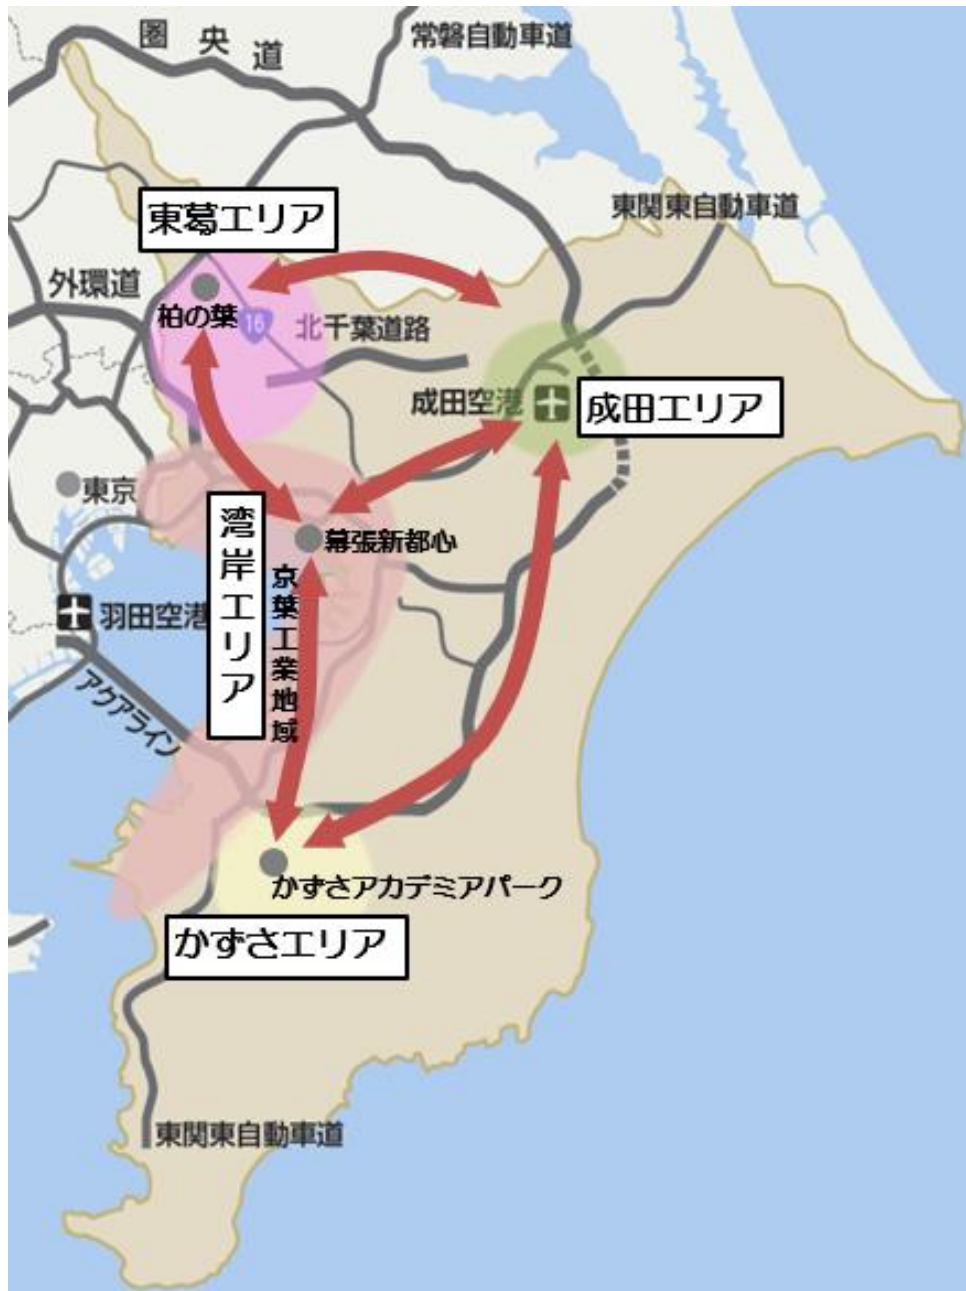 圏央道
常磐自動車道
東関東自動車道
東葛エリア
外環道
柏の葉
16
北千葉道路
成田空港
成田エリア
東京
湾岸エリア
幕張新都心
京葉工業地域
羽田空港
アクアライン
かずさアカデミアパーク
かずさエリア
東関東自動車道